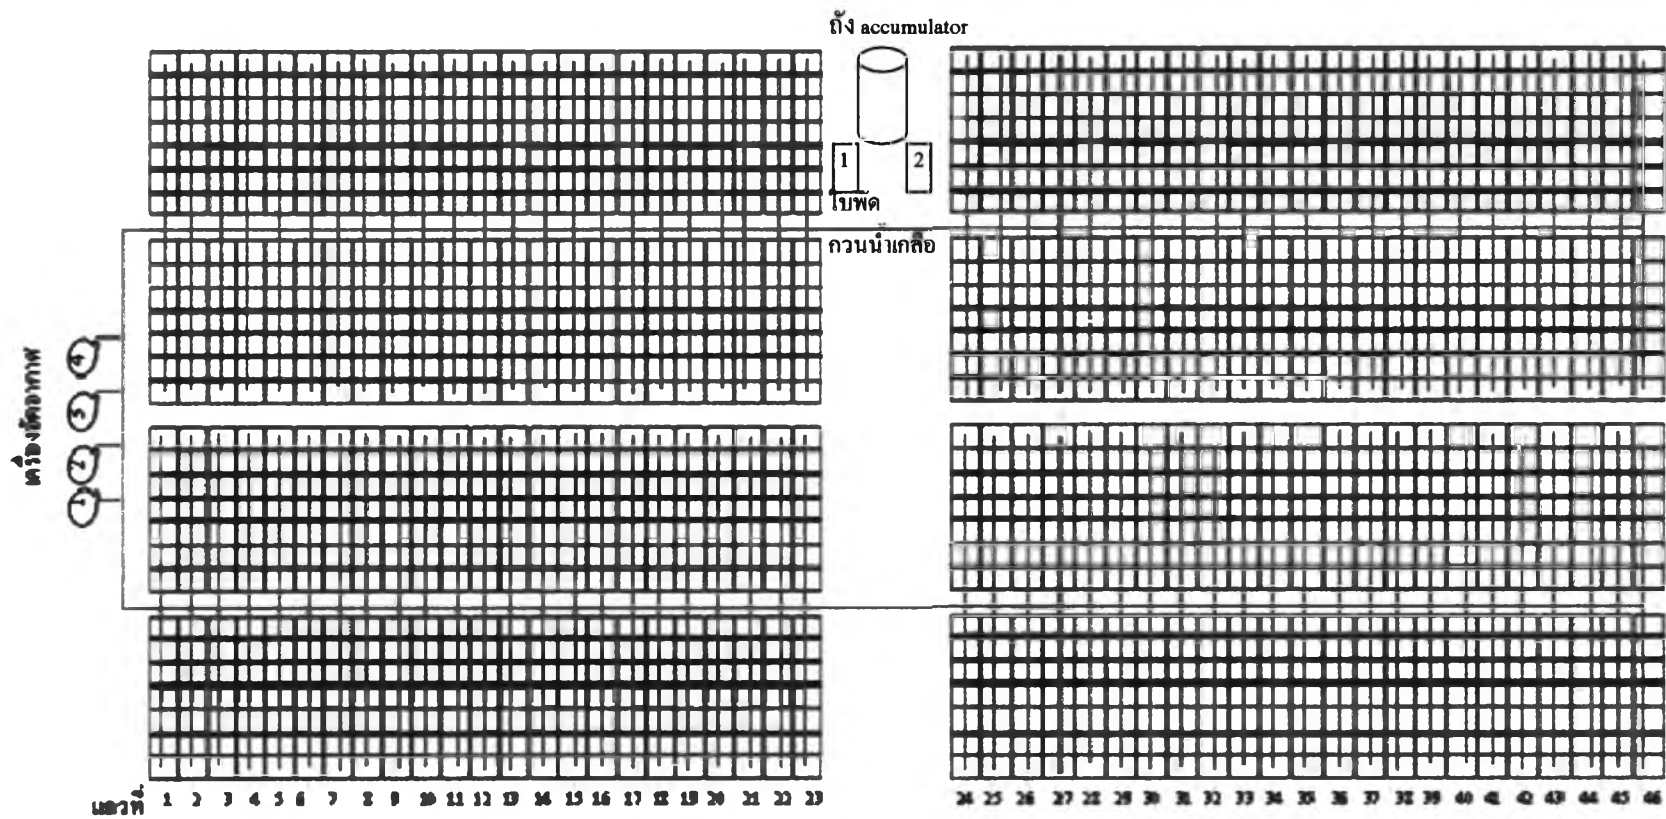 ถัง accumulator
1 2
ใบพัด
กวนน้ำเกลือ
เครื่องอัดอากาศ
4
3
2
1
แถวที่ 1 2 3 4 5 6 7 8 9 10 11 12 13 14 15 16 17 18 19 20 21 22 23 24 25 26 27 28 29 30 31 32 33 34 35 36 37 38 39 40 41 42 43 44 45 46